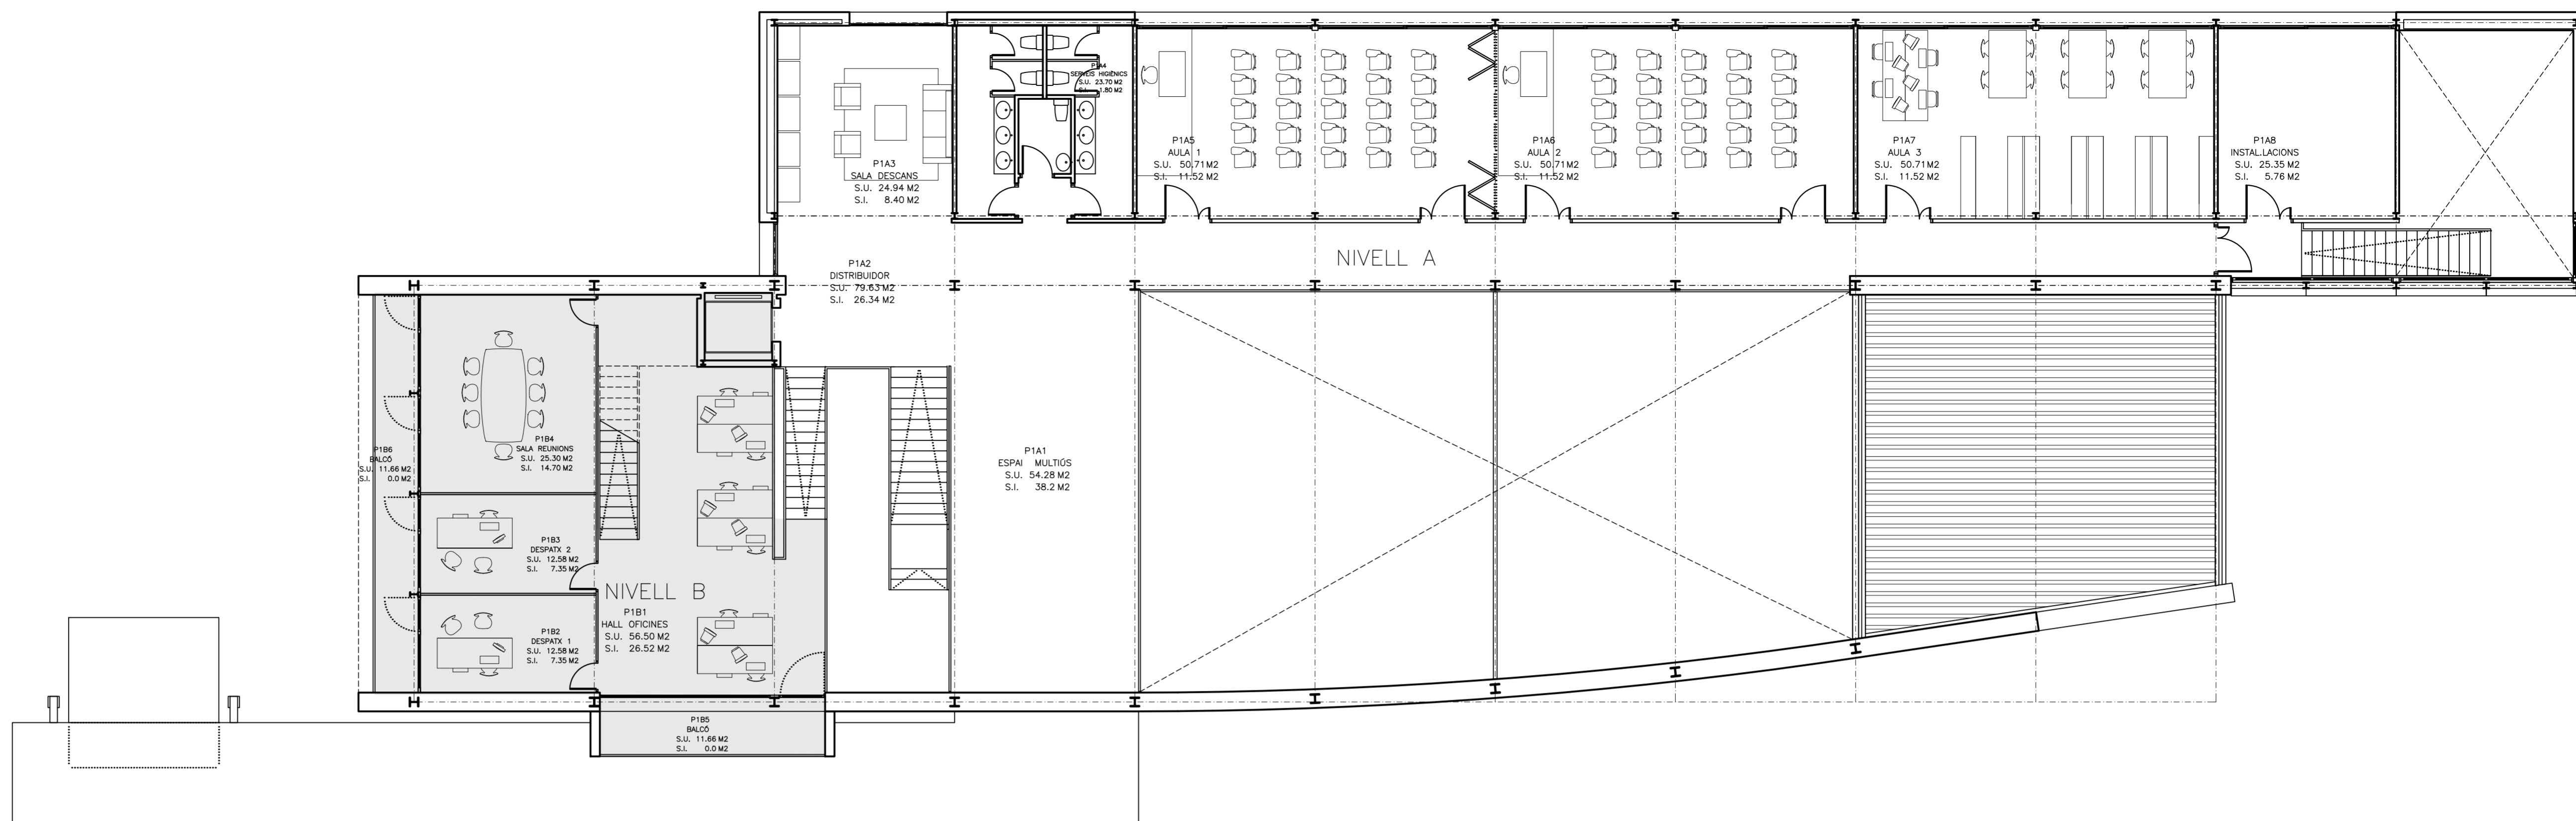 P1A4
SERVEIS HIGIÈNICS
S.U. 23.70 M2
S.I. 1.80 M2
P1A3
SALA DESCANS
S.U. 24.94 M2
S.I. 8.40 M2
P1A5
AULA 1
S.U. 50.71 M2
S.I. 11.52 M2
P1A6
AULA 2
S.U. 50.71 M2
S.I. 11.52 M2
P1A7
AULA 3
S.U. 50.71 M2
S.I. 11.52 M2
P1A8
INSTAL.LACIONS
S.U. 25.35 M2
S.I. 5.76 M2
NIVELL A
P1A2
DISTRIBUIDOR
S.U. 79.63 M2
S.I. 26.34 M2
P1B6
BALCÓ
S.U. 11.66 M2
S.I. 0.0 M2
P1B4
SALA REUNIONS
S.U. 25.30 M2
S.I. 14.70 M2
P1A1
ESPAI MULTIÚS
S.U. 54.28 M2
S.I. 38.2 M2
P1B3
DESPATX 2
S.U. 12.58 M2
S.I. 7.35 M2
NIVELL B
P1B1
HALL OFICINES
S.U. 56.50 M2
S.I. 26.52 M2
P1B2
DESPATX 1
S.U. 12.58 M2
S.I. 7.35 M2
P1B5
BALCÓ
S.U. 11.66 M2
S.I. 0.0 M2